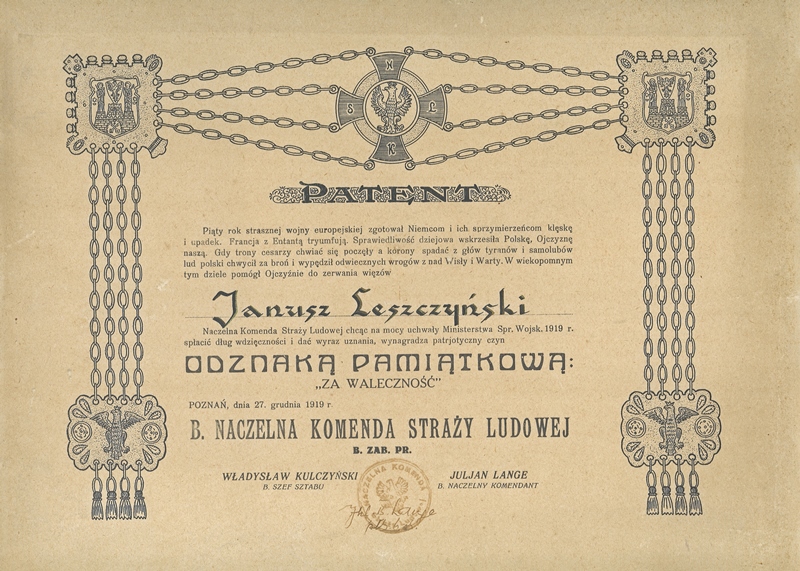 N
S L
K
PATENT
Piąty rok strasznej wojny europejskiej zgotował Niemcom i ich sprzymierzeńcom klęskę
i upadek. Francja z Ententą tryumfują. Sprawiedliwość dziejowa wskrzesiła Polskę, Ojczyznę
naszą. Gdy trony cesarzy chwiać się poczęły a kórony spadać z głów tyranów i samolubów
lud polski chwycił za broń i wypędził odwiecznych wrogów z nad Wisły i Warty. W wiekopomnym
tym dziele pomógł Ojczyźnie do zerwania więzów
Janusz Leszczyński
Naczelna Komenda Straży Ludowej chcąc na mocy uchwały Ministerstwa Spr. Wojsk. 1919 r.
spłacić dług wdzięczności i dać wyraz uznania, wynagradza patrjotyczny czyn
ODZNAKĄ PAMIĄTKOWĄ:
„ZA WALECZNOŚĆ”
POZNAŃ, dnia 27. grudnia 1919 r.
B. NACZELNA KOMENDA STRAŻY LUDOWEJ
B. ZAB. PR.
WŁADYSŁAW KULCZYŃSKI JULJAN LANGE
B. SZEF SZTABU B. NACZELNY KOMENDANT
NACZELNA KOMENDA